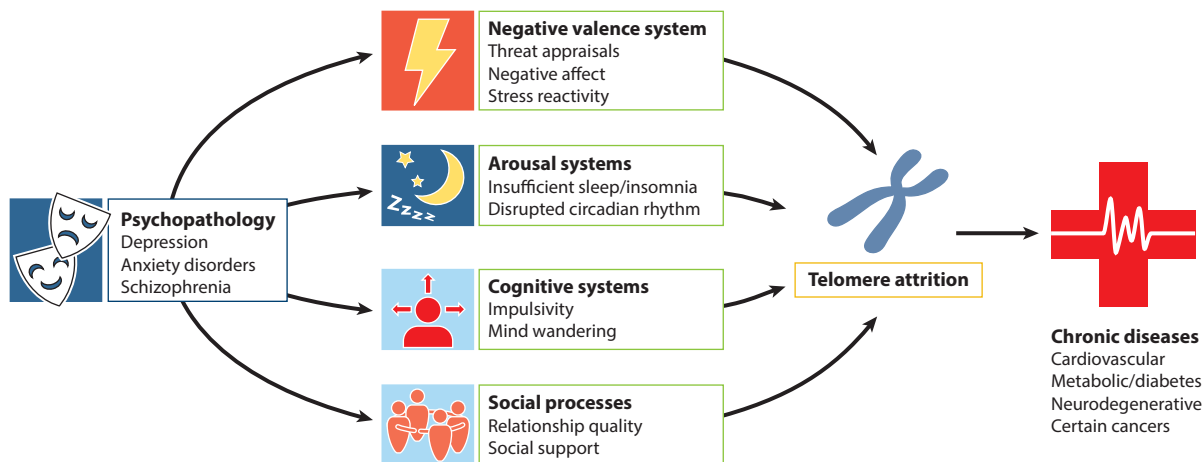 Negative valence system
Threat appraisals
Negative affect
Stress reactivity
Arousal systems
Insufficient sleep/insomnia
Disrupted circadian rhythm
Zzzz
Psychopathology
Depression
Anxiety disorders
Schizophrenia
Cognitive systems
Impulsivity
Mind wandering
Social processes
Relationship quality
Social support
Telomere attrition
Chronic diseases
Cardiovascular
Metabolic/diabetes
Neurodegenerative
Certain cancers